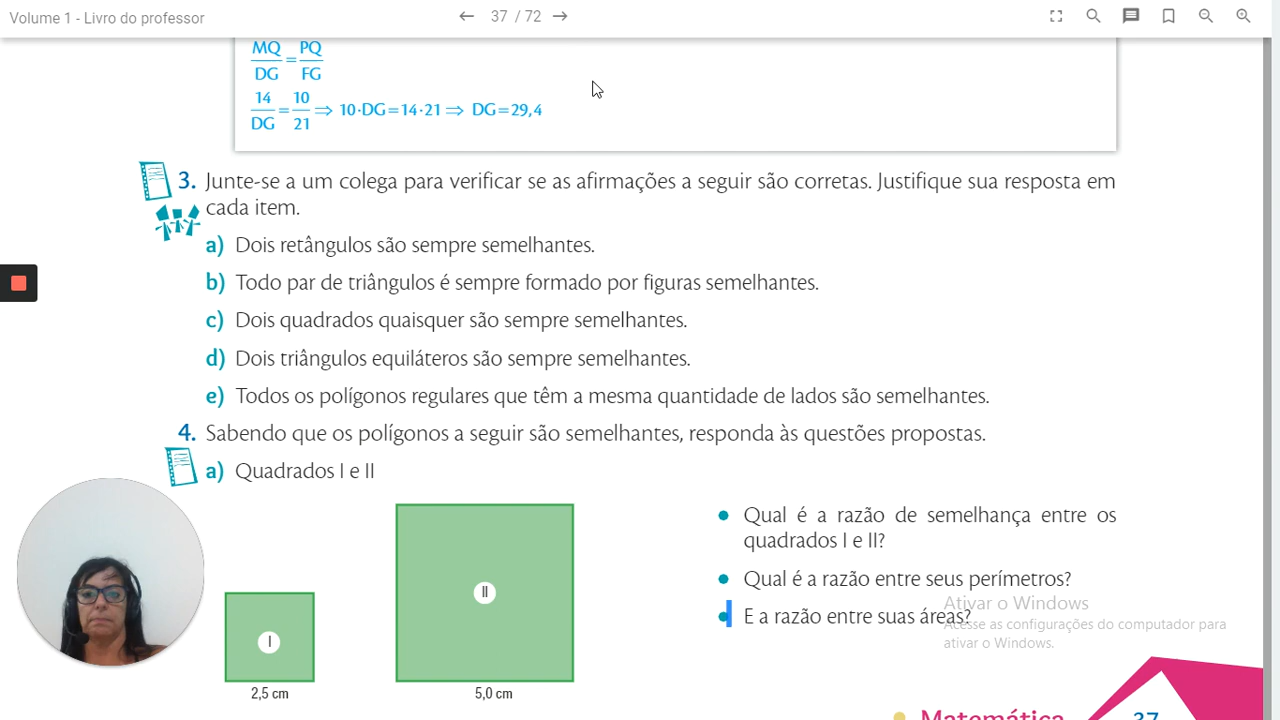 Volume 1 - Livro do professor
37 / 72
MQ/DG = PQ/FG
14/DG = 10/21 ⇒ 10·DG=14·21 ⇒ DG=29,4
3. Junte-se a um colega para verificar se as afirmações a seguir são corretas. Justifique sua resposta em
cada item.
a) Dois retângulos são sempre semelhantes.
b) Todo par de triângulos é sempre formado por figuras semelhantes.
c) Dois quadrados quaisquer são sempre semelhantes.
d) Dois triângulos equiláteros são sempre semelhantes.
e) Todos os polígonos regulares que têm a mesma quantidade de lados são semelhantes.
4. Sabendo que os polígonos a seguir são semelhantes, responda às questões propostas.
a) Quadrados I e II
I
2,5 cm
II
5,0 cm
Qual é a razão de semelhança entre os
quadrados I e II?
Qual é a razão entre seus perímetros?
E a razão entre suas áreas?
Ativar o Windows
Acesse as configurações do computador para
ativar o Windows.
Matemática 37